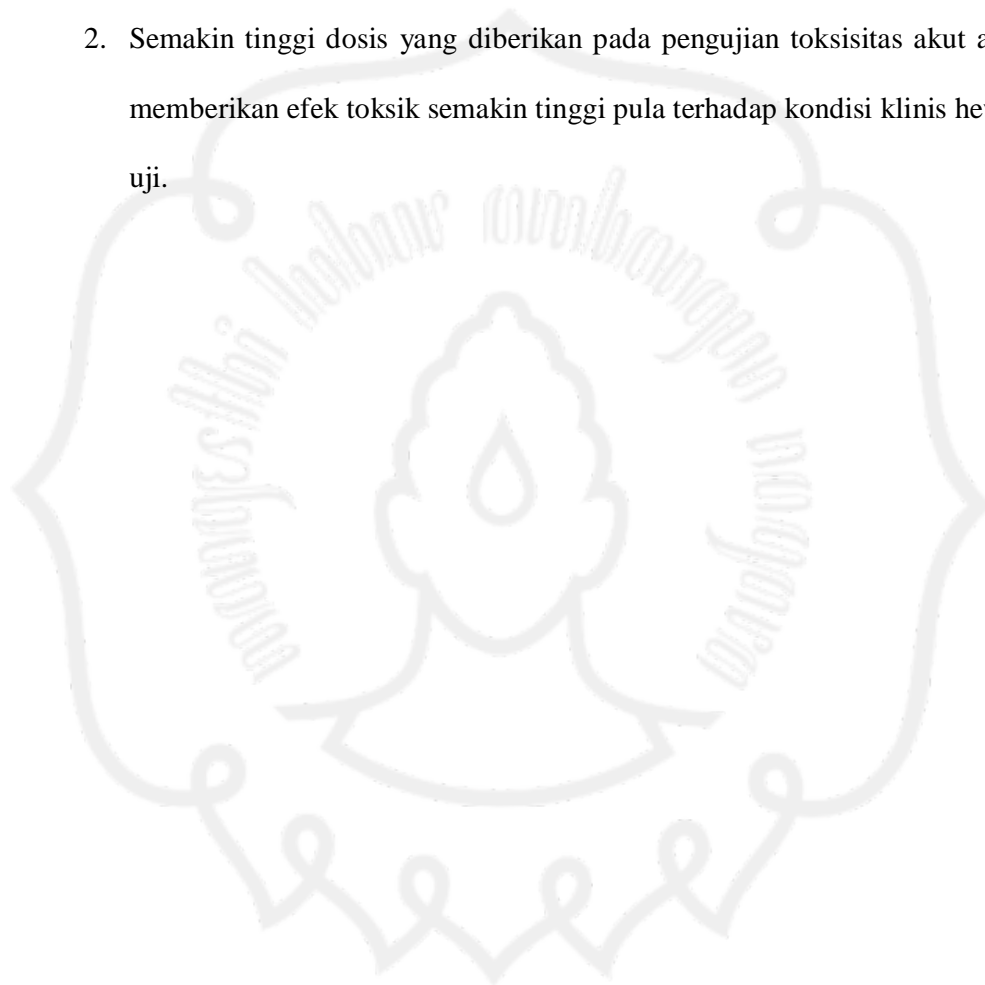 2. Semakin tinggi dosis yang diberikan pada pengujian toksisitas akut a
memberikan efek toksik semakin tinggi pula terhadap kondisi klinis he
uji.